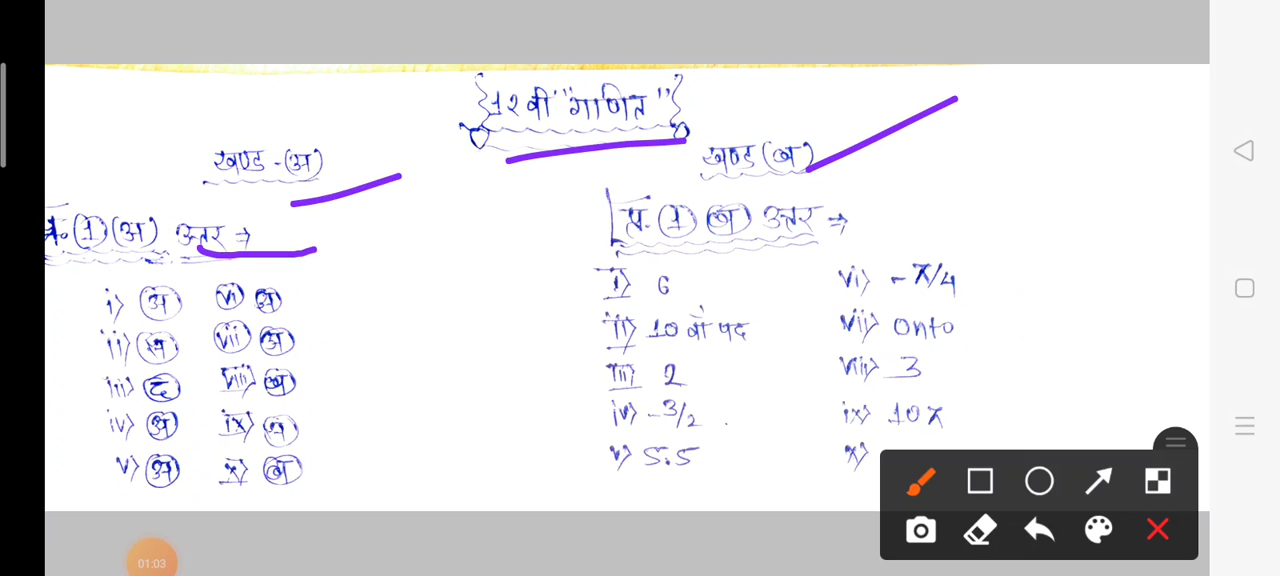 {12वी "गणित"}
खण्ड-(अ)
खण्ड (ब)
(1) (अ) उत्तर →
प्र. (1) (ब) उत्तर →
i) (अ) vi) (अ)
ii) (स) vii) (अ)
iii) (द) viii) (ब)
iv) (अ) ix)
v) (अ) x) (ब)
i) 6 vi) -π/4
ii) 10 वाँ पद vii) onto
iii) 2 viii) 3
iv) -3/2 ix) 10π
v) 5.5 x)
01:03